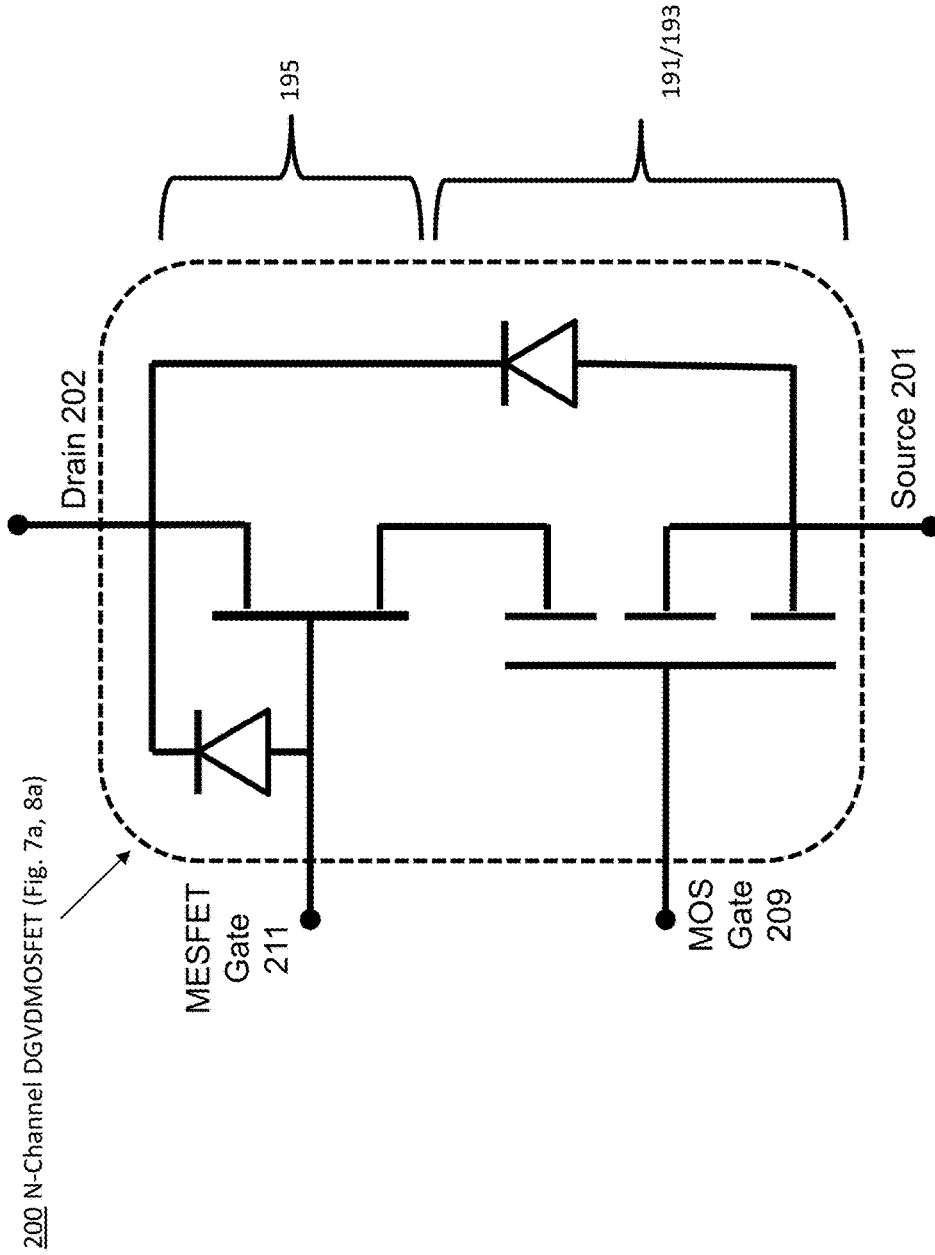 200 N-Channel DGVDMOSFET (Fig. 7a, 8a)
MESFET
Gate
211
MOS
Gate
209
Drain 202
Source 201
195
191/193